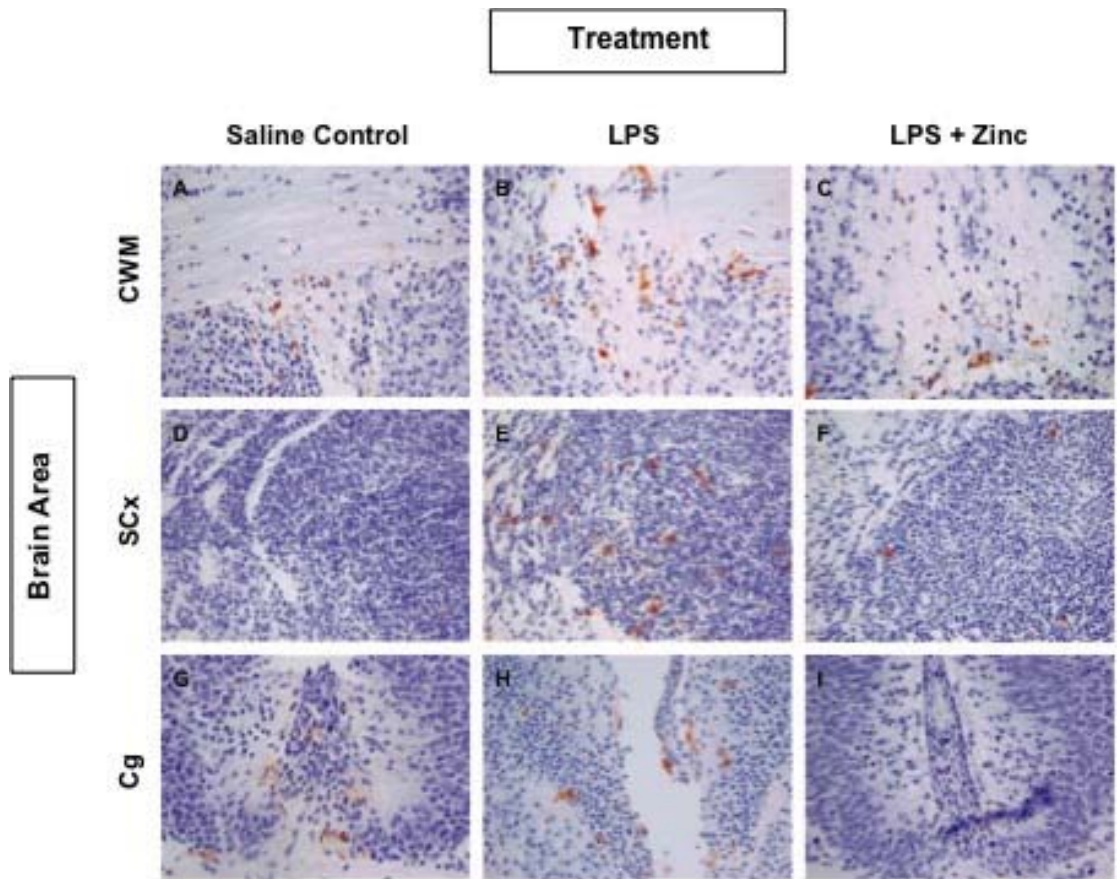 Treatment
Saline Control
LPS
LPS + Zinc
Brain Area
CWM
A
B
C
SCx
D
E
F
Cg
G
H
I